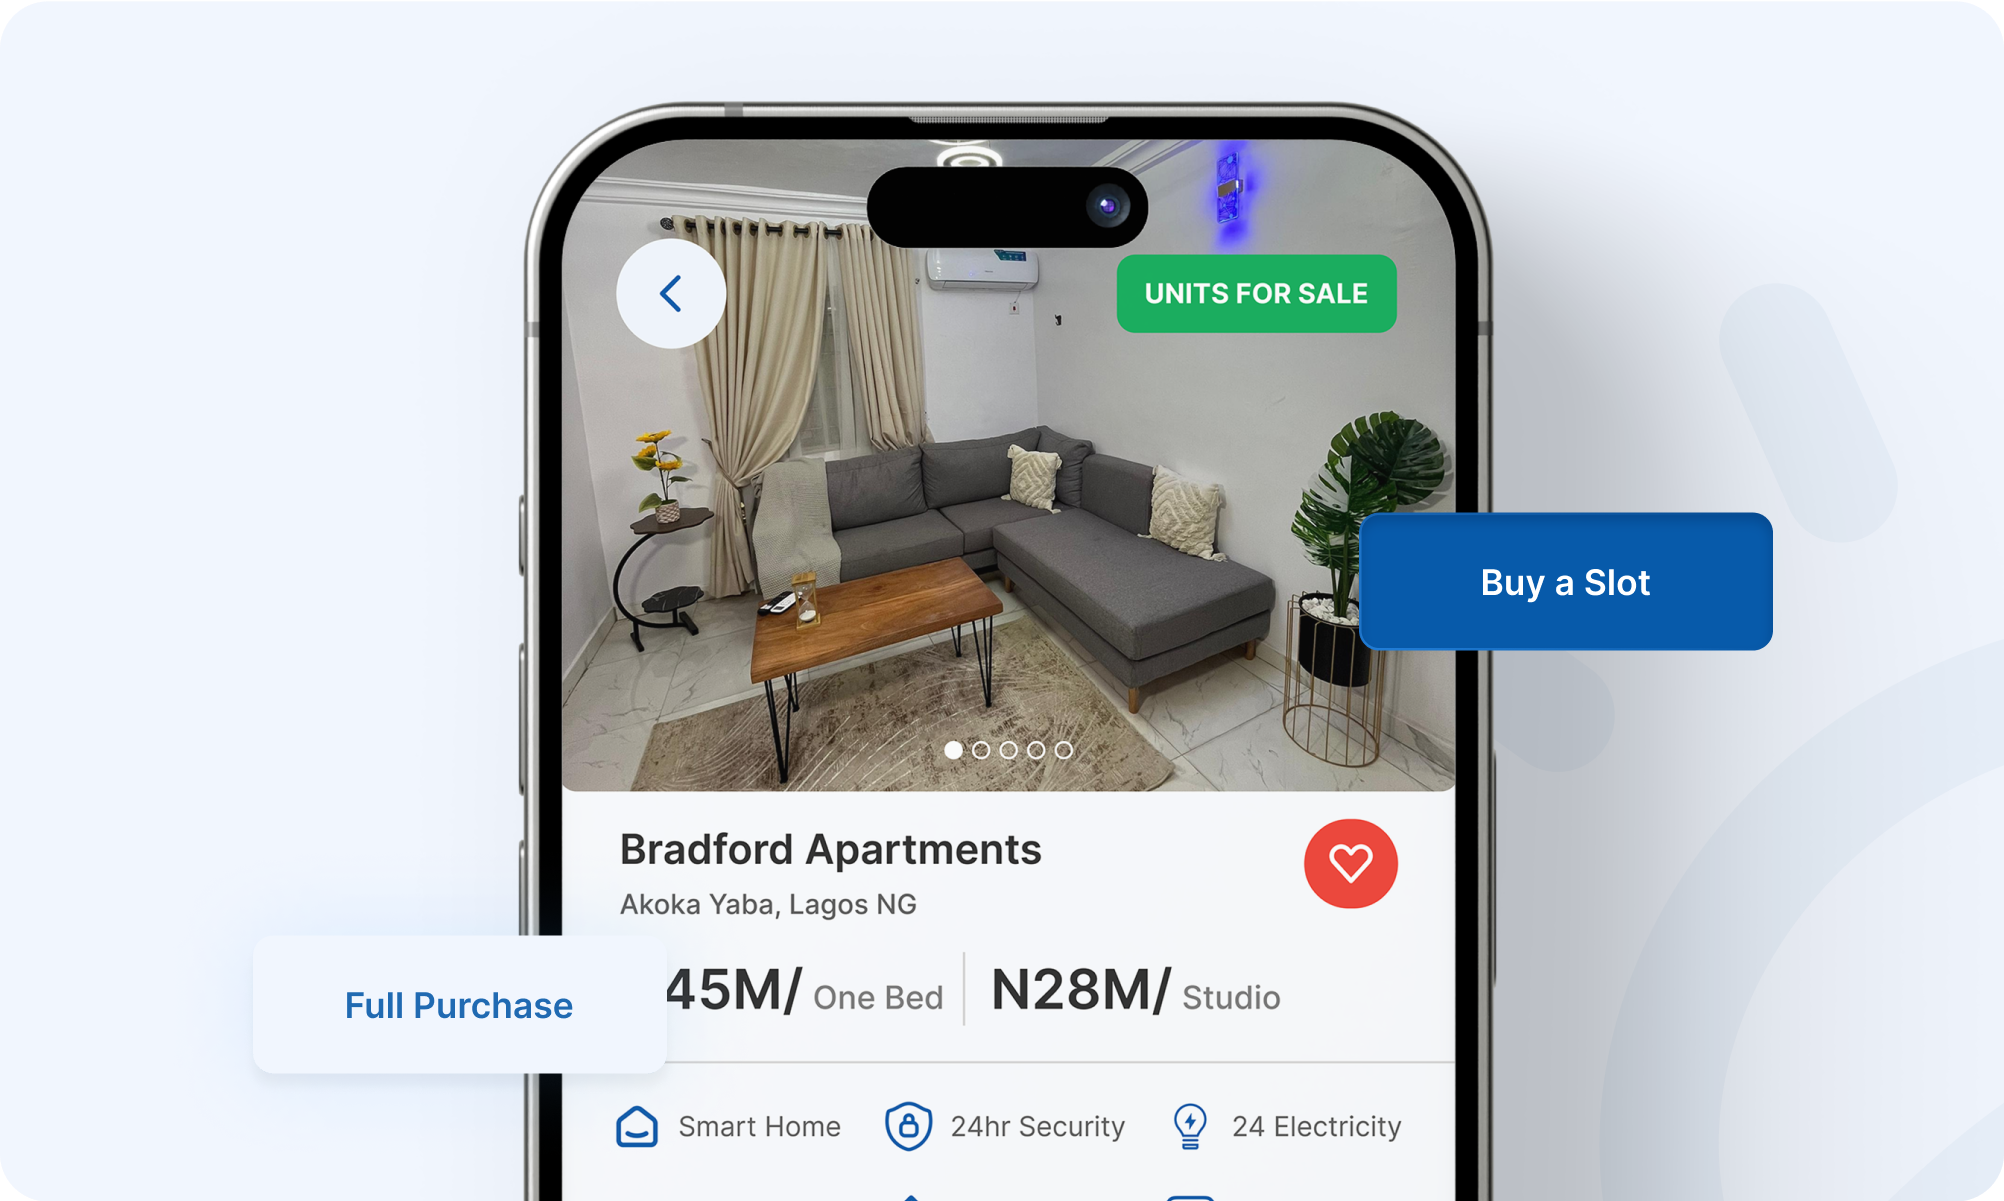 UNITS FOR SALE
Buy a Slot
Bradford Apartments
Akoka Yaba, Lagos NG
Full Purchase
45M/ One Bed
N28M/ Studio
Smart Home
24hr Security
24 Electricity